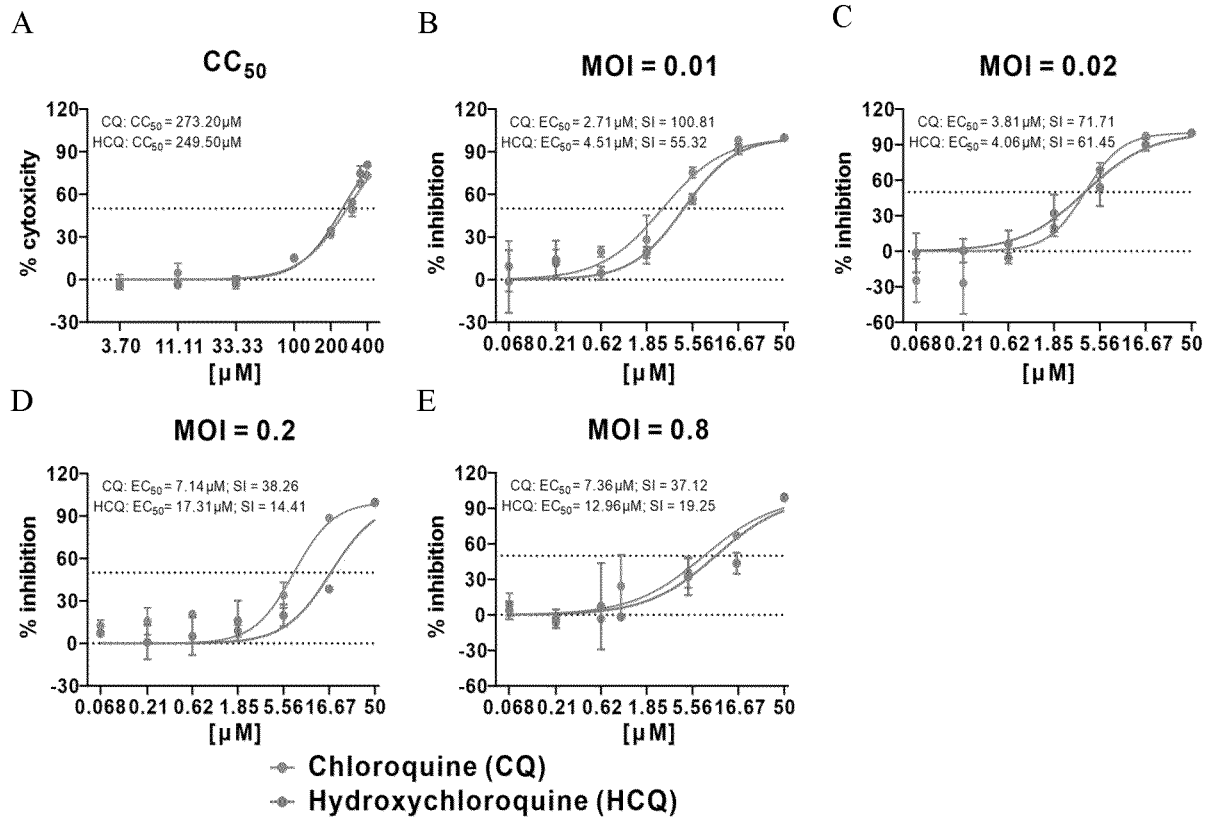 A
CC50
120
90
60
30
0
-30
% cytoxicity
CQ: CC50 = 273.20μM
HCQ: CC50 = 249.50μM
3.70 11.11 33.33 100 200 400
[μM]
B
MOI = 0.01
120
90
60
30
0
-30
% inhibition
CQ: EC50 = 2.71μM; SI = 100.81
HCQ: EC50 = 4.51μM; SI = 55.32
0.068 0.21 0.62 1.85 5.56 16.67 50
[μM]
C
MOI = 0.02
120
90
60
30
0
-30
-60
% inhibition
CQ: EC50 = 3.81μM; SI = 71.71
HCQ: EC50 = 4.06μM; SI = 61.45
0.068 0.21 0.62 1.85 5.56 16.67 50
[μM]
D
MOI = 0.2
120
90
60
30
0
-30
% inhibition
CQ: EC50 = 7.14μM; SI = 38.26
HCQ: EC50= 17.31μM; SI = 14.41
0.068 0.21 0.62 1.85 5.56 16.67 50
[μM]
E
MOI = 0.8
120
90
60
30
0
-30
-60
% inhibition
CQ: EC50 = 7.36μM; SI = 37.12
HCQ: EC50 = 12.96μM; SI = 19.25
0.068 0.21 0.62 1.85 5.56 16.67 50
[μM]
Chloroquine (CQ)
Hydroxychloroquine (HCQ)